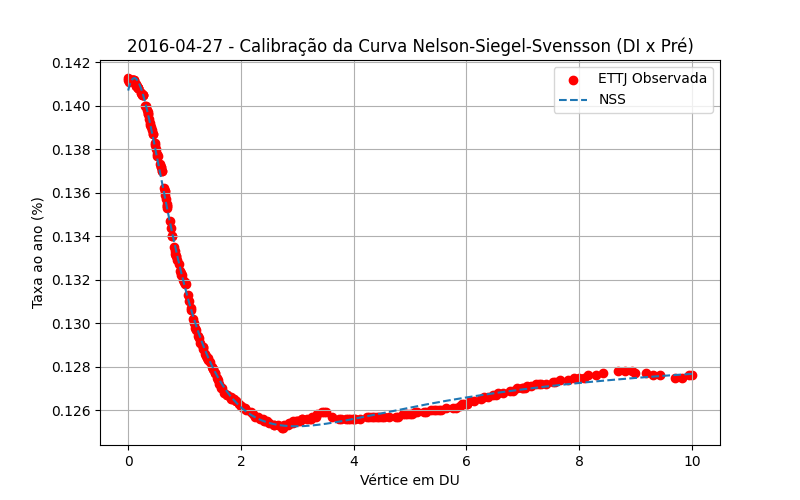 2016-04-27 - Calibração da Curva Nelson-Siegel-Svensson (DI x Pré)
ETTJ Observada
NSS
Taxa ao ano (%)
0.142
0.140
0.138
0.136
0.134
0.132
0.130
0.128
0.126
0 2 4 6 8 10
Vértice em DU